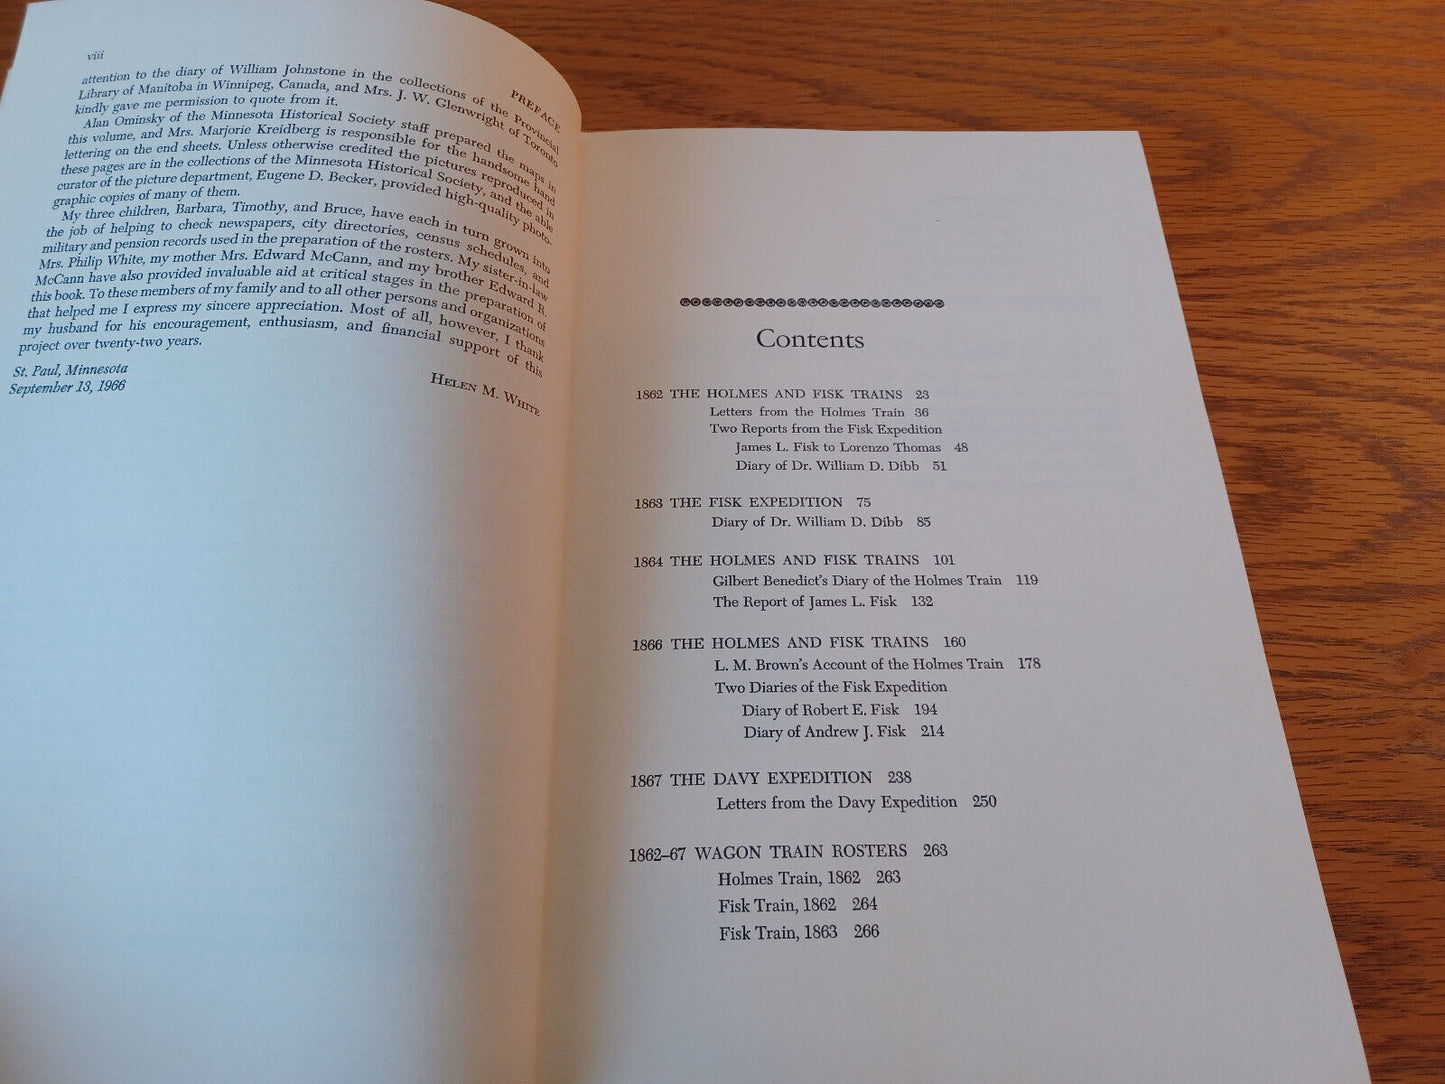 viii
PREFACE
attention to the diary of William Johnstone in the collections of the Provincial
Library of Manitoba in Winnipeg, Canada, and Mrs. J. W. Glenwright of Toronto
kindly gave me permission to quote from it.
Alan Ominsky of the Minnesota Historical Society staff prepared the maps in
this volume, and Mrs. Marjorie Kreidberg is responsible for the handsome hand
lettering on the end sheets. Unless otherwise credited the pictures reproduced in
these pages are in the collections of the Minnesota Historical Society, and the able
curator of the picture department, Eugene D. Becker, provided high-quality photo-
graphic copies of many of them.
My three children, Barbara, Timothy, and Bruce, have each in turn grown into
the job of helping to check newspapers, city directories, census schedules, and
military and pension records used in the preparation of the rosters. My sister-in-law
Mrs. Philip White, my mother Mrs. Edward McCann, and my brother Edward R.
McCann have also provided invaluable aid at critical stages in the preparation of
this book. To these members of my family and to all other persons and organizations
that helped me I express my sincere appreciation. Most of all, however, I thank
my husband for his encouragement, enthusiasm, and financial support of this
project over twenty-two years.
HELEN M. WHITE
St. Paul, Minnesota
September 13, 1966
Contents
1862 THE HOLMES AND FISK TRAINS 23
Letters from the Holmes Train 36
Two Reports from the Fisk Expedition
James L. Fisk to Lorenzo Thomas 48
Diary of Dr. William D. Dibb 51
1863 THE FISK EXPEDITION 75
Diary of Dr. William D. Dibb 85
1864 THE HOLMES AND FISK TRAINS 101
Gilbert Benedict's Diary of the Holmes Train 119
The Report of James L. Fisk 132
1866 THE HOLMES AND FISK TRAINS 160
L. M. Brown's Account of the Holmes Train 178
Two Diaries of the Fisk Expedition
Diary of Robert E. Fisk 194
Diary of Andrew J. Fisk 214
1867 THE DAVY EXPEDITION 238
Letters from the Davy Expedition 250
1862–67 WAGON TRAIN ROSTERS 263
Holmes Train, 1862 263
Fisk Train, 1862 264
Fisk Train, 1863 266